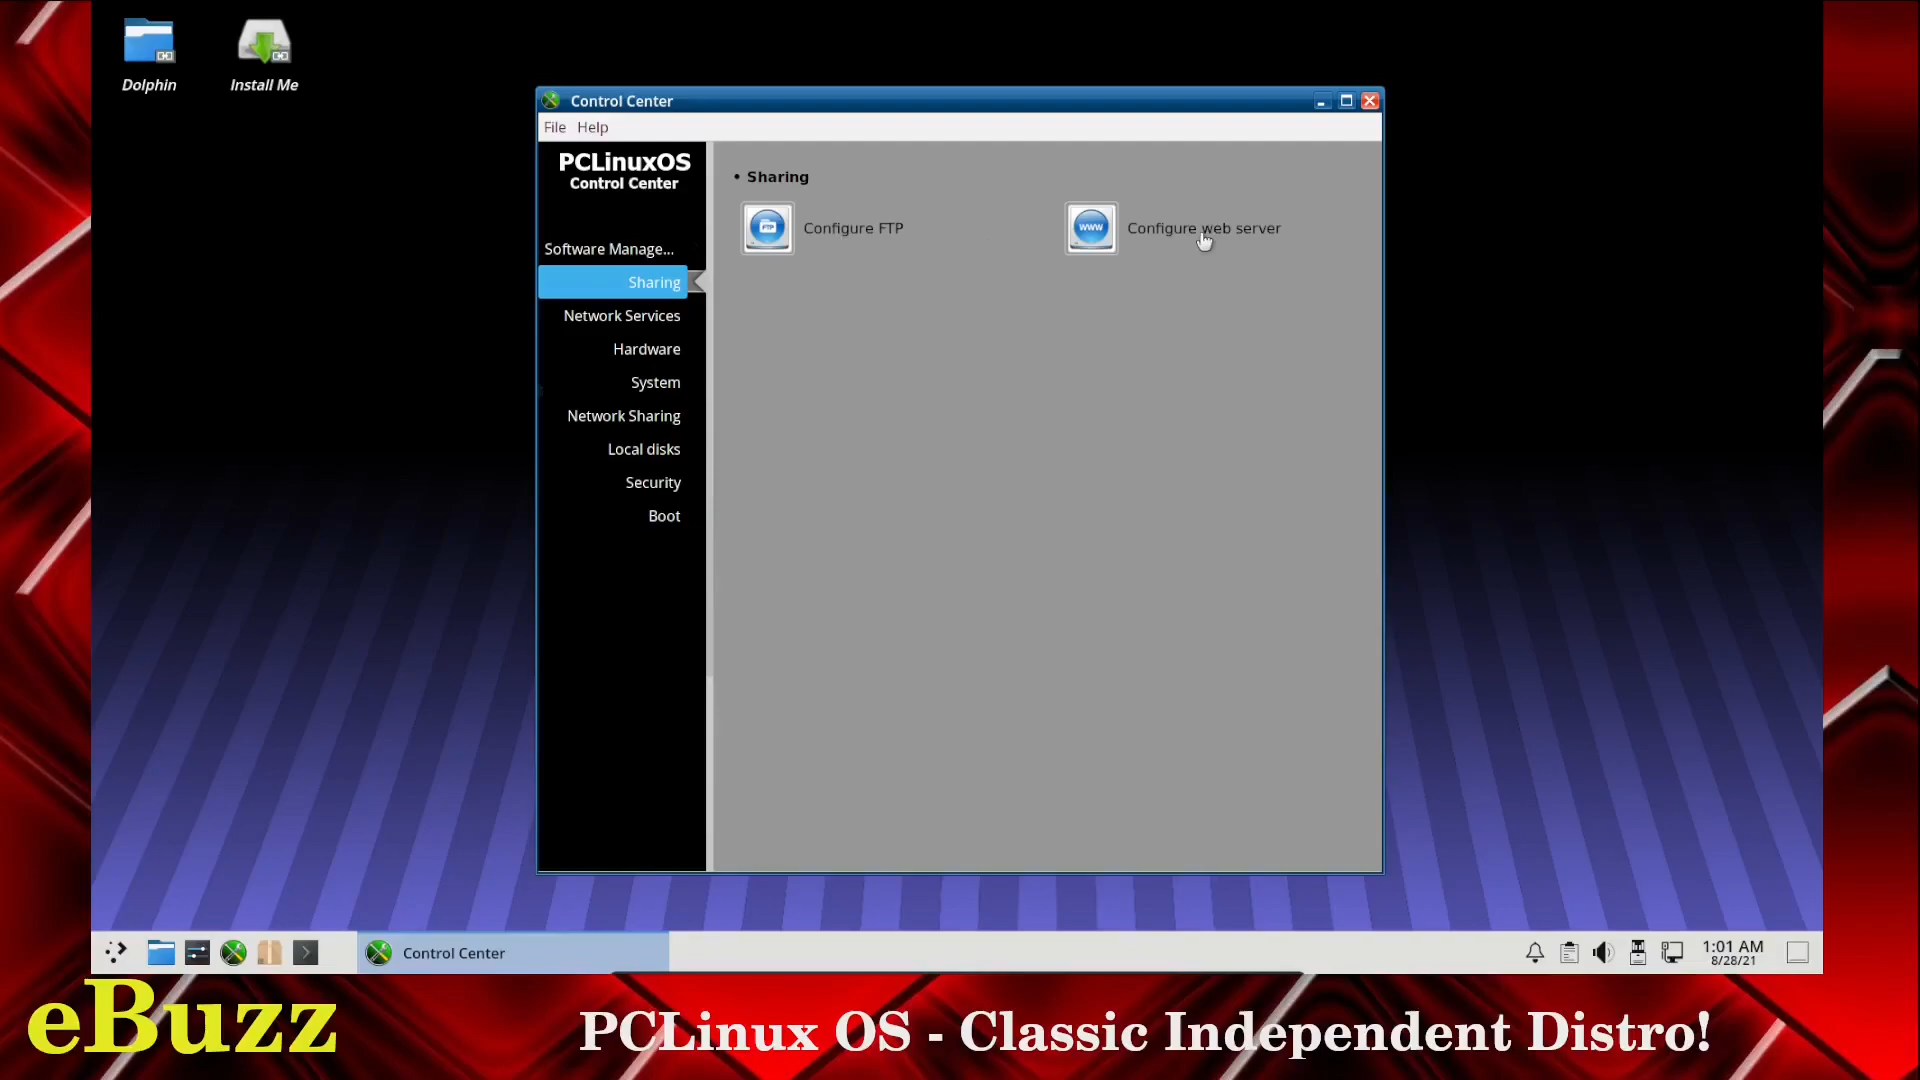 Dolphin
Install Me
Control Center
File Help
PCLinuxOS
Control Center
Software Manage...
Sharing
Network Services
Hardware
System
Network Sharing
Local disks
Security
Boot
• Sharing
FTP
Configure FTP
WWW
Configure web server
Control Center
1:01 AM
8/28/21
eBuzz
PCLinux OS - Classic Independent Distro!